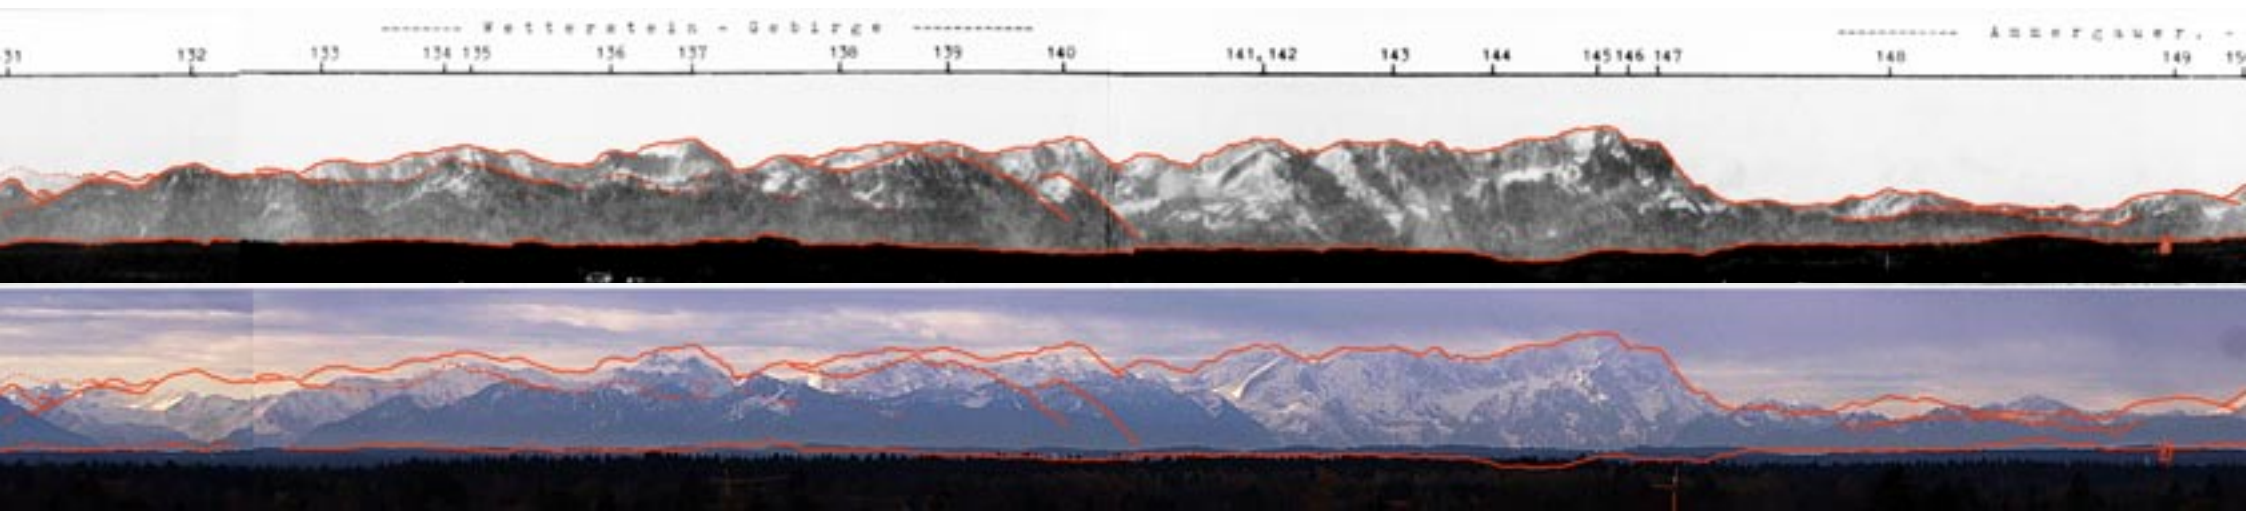 -------- Wetterstein - Gebirge ------------ ------------ Ammergauer, -
31 132 133 134 135 136 137 138 139 140 141,142 143 144 145 146 147 148 149 150